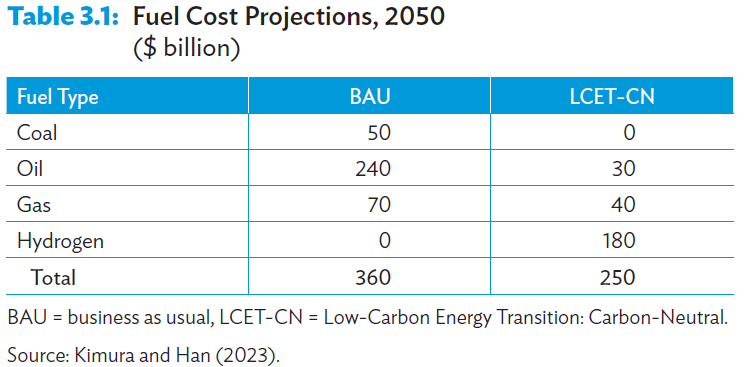 Table 3.1: Fuel Cost Projections, 2050
($ billion)
Fuel Type BAU LCET-CN
Coal 50 0
Oil 240 30
Gas 70 40
Hydrogen 0 180
Total 360 250
BAU = business as usual, LCET-CN = Low-Carbon Energy Transition: Carbon-Neutral.
Source: Kimura and Han (2023).